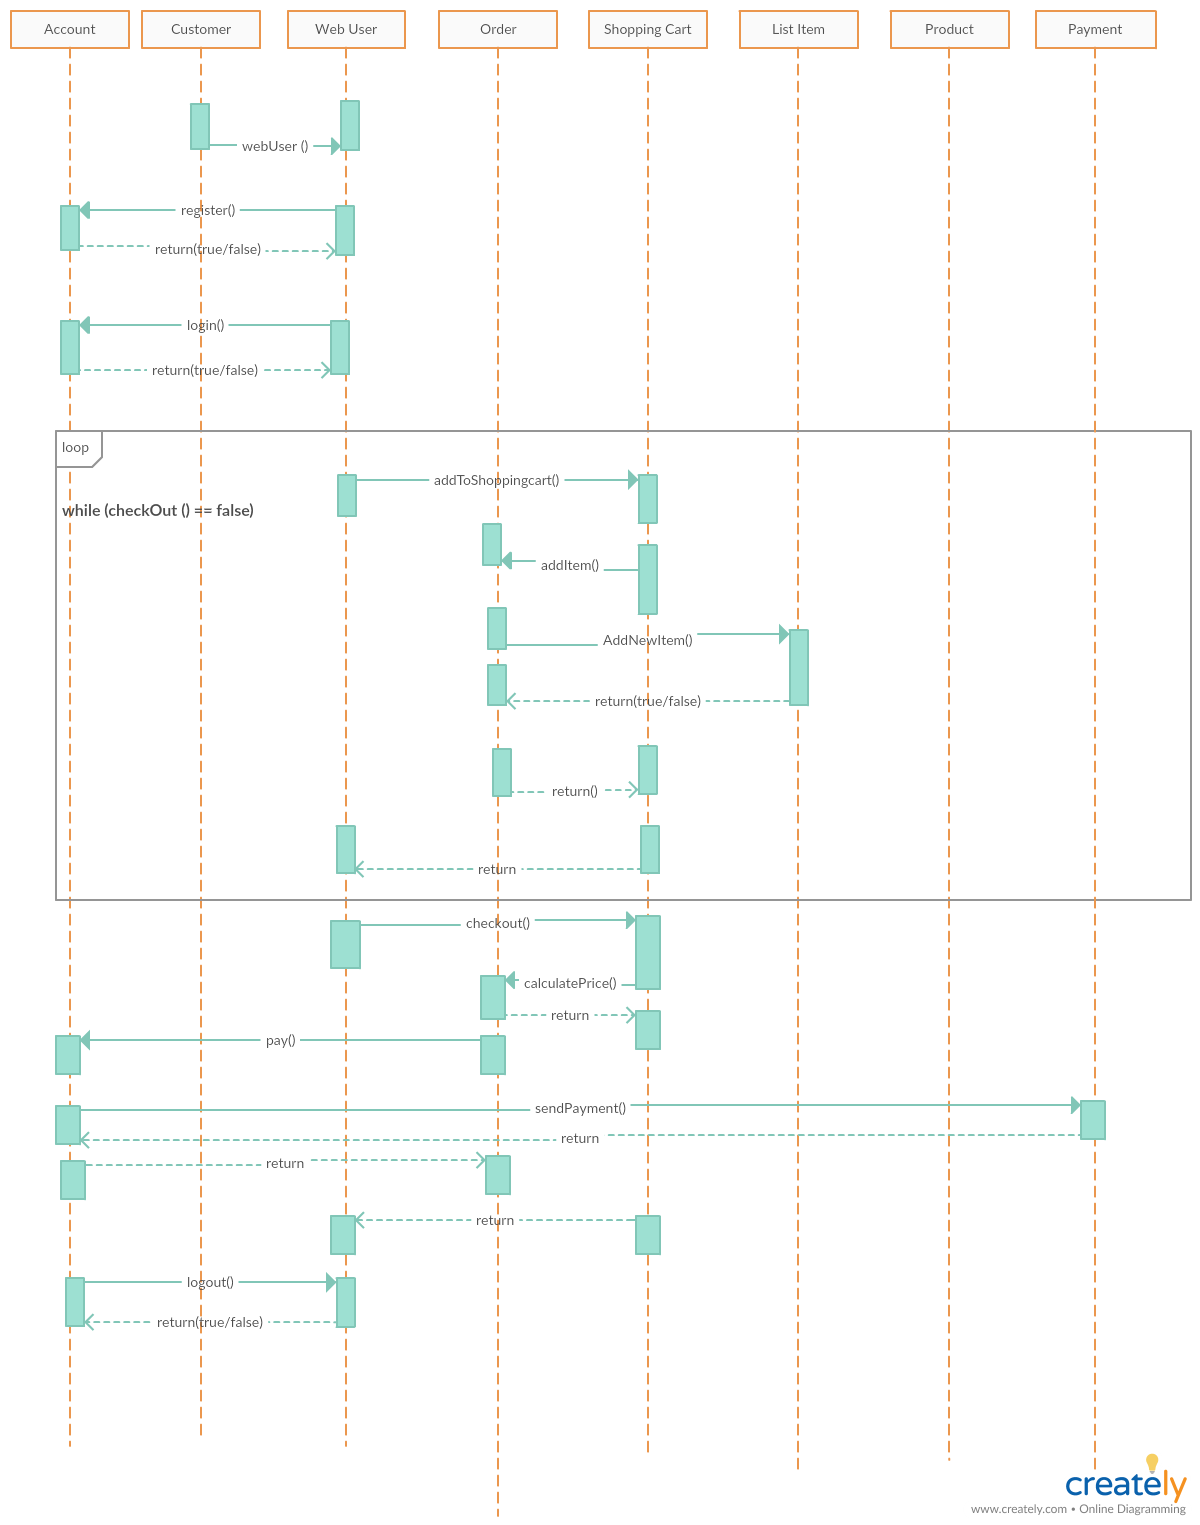 Account
Customer
Web User
Order
Shopping Cart
List Item
Product
Payment
webUser ()
register()
return(true/false)
login()
return(true/false)
loop
addToShoppingcart()
while (checkOut () == false)
addItem()
AddNewItem()
return(true/false)
return()
return
checkout()
calculatePrice()
return
pay()
sendPayment()
return
return
return
logout()
return(true/false)
creately
www.creately.com • Online Diagramming